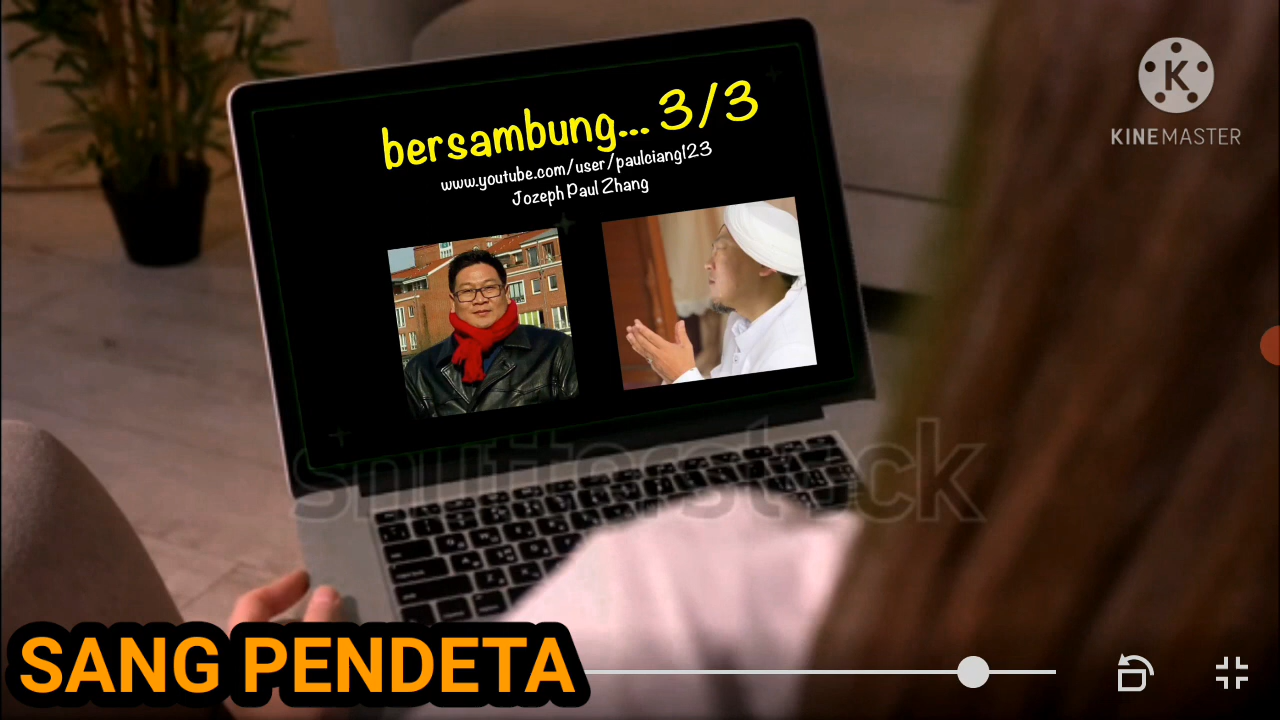 bersambung... 3/3
www.youtube.com/user/paulciang123
Jozeph Paul Zhang
K
KINEMASTER
shutterstock
SANG PENDETA